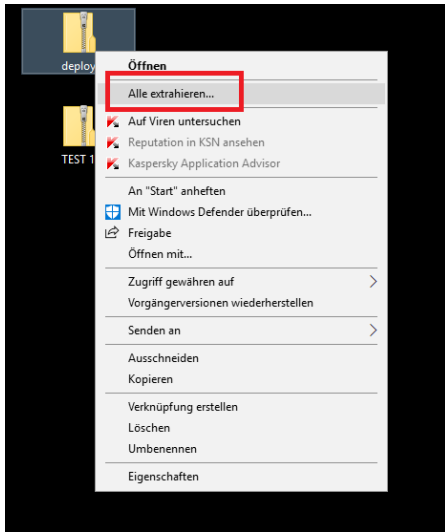 deploy
Öffnen
Alle extrahieren...
Auf Viren untersuchen
Reputation in KSN ansehen
TEST 1
Kaspersky Application Advisor
An "Start" anheften
Mit Windows Defender überprüfen...
Freigabe
Öffnen mit...
Zugriff gewähren auf
Vorgängerversionen wiederherstellen
Senden an
Ausschneiden
Kopieren
Verknüpfung erstellen
Löschen
Umbenennen
Eigenschaften